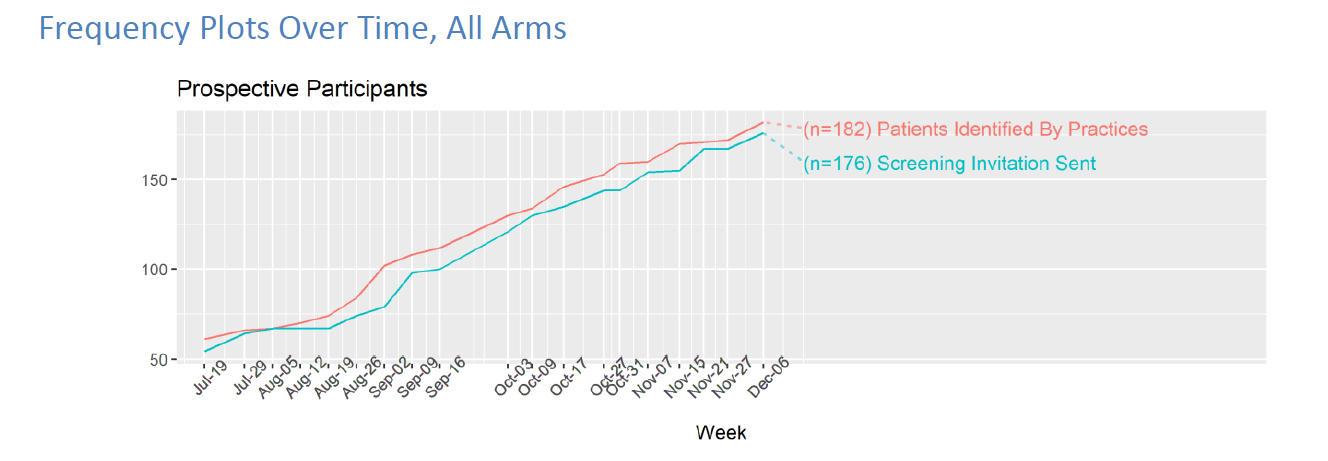 Frequency Plots Over Time, All Arms
Prospective Participants
(n=182) Patients Identified By Practices
(n=176) Screening Invitation Sent
150
100
50
Jul-19
Jul-29
Aug-05
Aug-12
Aug-19
Aug-26
Sep-02
Sep-09
Sep-16
Oct-03
Oct-09
Oct-17
Oct-27
Oct-31
Nov-07
Nov-15
Nov-21
Nov-27
Dec-06
Week